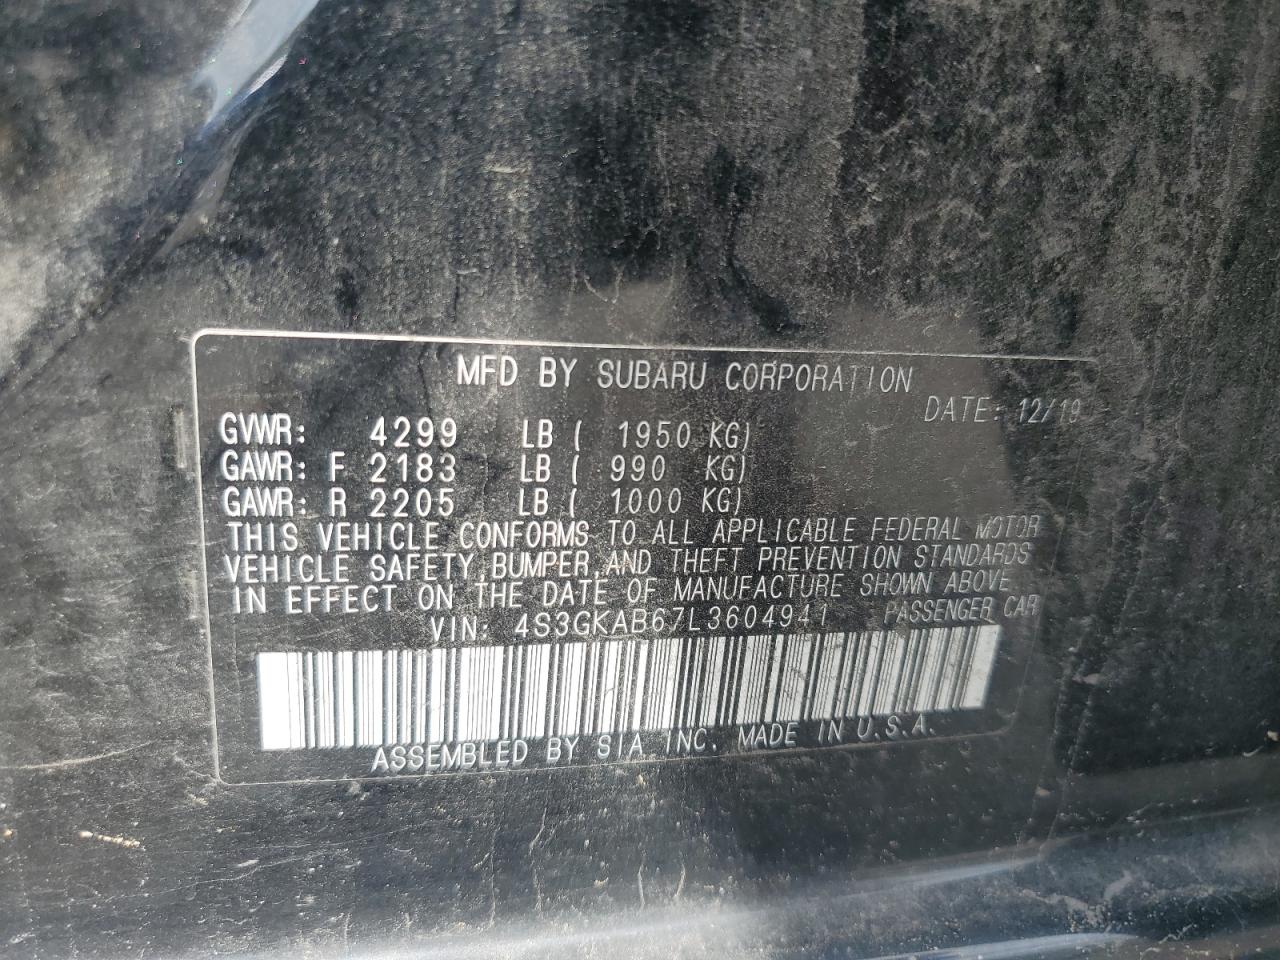 MFD BY SUBARU CORPORATION
DATE: 12/19
GVWR: 4299 LB ( 1950 KG)
GAWR: F 2183 LB ( 990 KG)
GAWR: R 2205 LB ( 1000 KG)
THIS VEHICLE CONFORMS TO ALL APPLICABLE FEDERAL MOTOR
VEHICLE SAFETY BUMPER, AND THEFT PREVENTION STANDARDS
IN EFFECT ON THE DATE OF MANUFACTURE SHOWN ABOVE
VIN: 4S3GKAB67L3604941 PASSENGER CAR
ASSEMBLED BY SIA INC. MADE IN U.S.A.